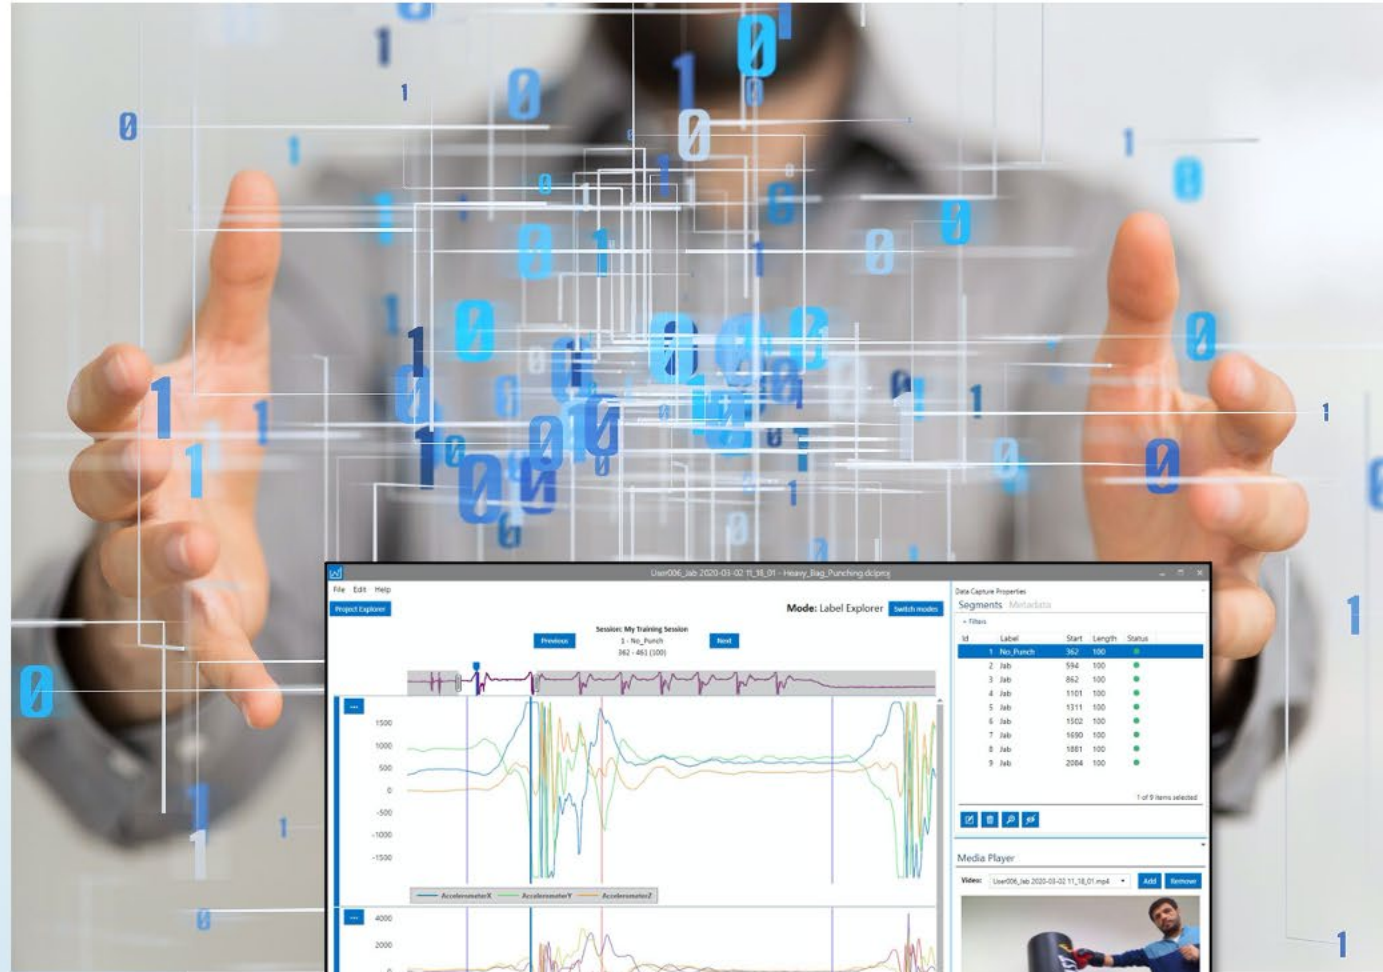 User006_Jab 2020-03-02 11_18_01 - Heavy_Bag_Punching.dclproj
File Edit Help
Project Explorer
Mode: Label Explorer
Switch modes
Session: My Training Session
Previous
1 - No_Punch
Next
362 - 461 (100)
1500
1000
500
0
-500
-1000
-1500
AccelerometerX AccelerometerY AccelerometerZ
4000
2000
0
Data Capture Properties
Segments Metadata
Filters
Id Label Start Length Status
1 No_Punch 362 100
2 Jab 594 100
3 Jab 862 100
4 Jab 1101 100
5 Jab 1311 100
6 Jab 1502 100
7 Jab 1690 100
8 Jab 1881 100
9 Jab 2084 100
1 of 9 items selected
Media Player
Video: User006_Jab 2020-03-02 11_18_01.mp4 Add Remove